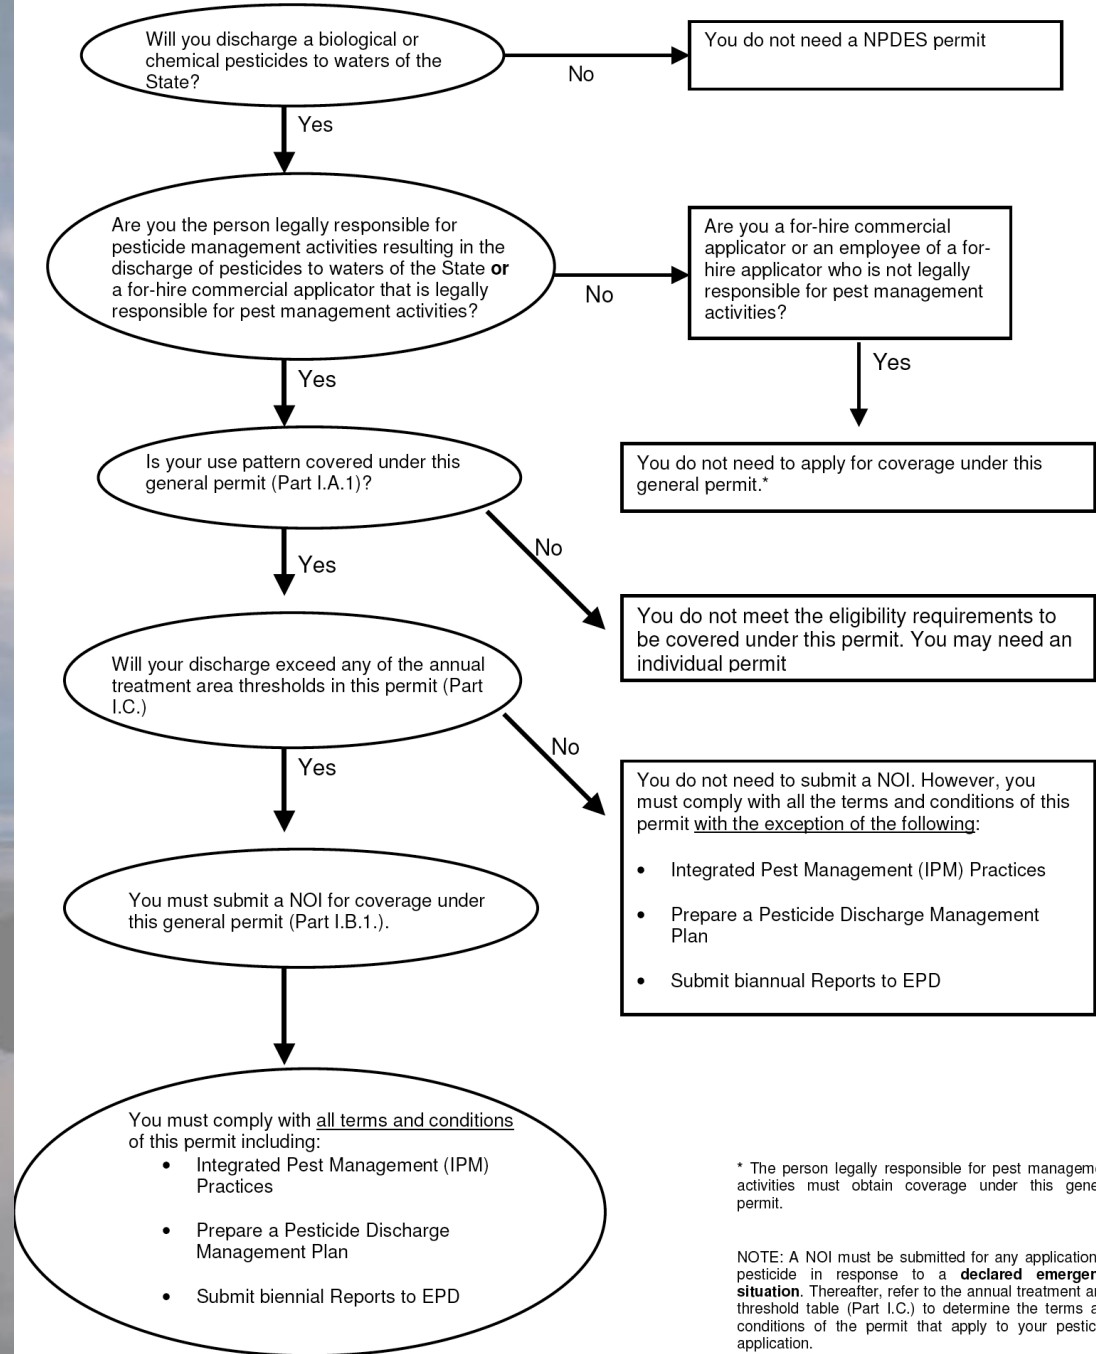 Will you discharge a biological or
chemical pesticides to waters of the
State?
No
You do not need a NPDES permit
Yes
Are you the person legally responsible for
pesticide management activities resulting in the
discharge of pesticides to waters of the State or
a for-hire commercial applicator that is legally
responsible for pest management activities?
No
Are you a for-hire commercial
applicator or an employee of a for-
hire applicator who is not legally
responsible for pest management
activities?
Yes
Yes
You do not need to apply for coverage under this
general permit.*
Is your use pattern covered under this
general permit (Part I.A.1)?
No
Yes
You do not meet the eligibility requirements to
be covered under this permit. You may need an
individual permit
Will your discharge exceed any of the annual
treatment area thresholds in this permit (Part
I.C.)
No
Yes
You do not need to submit a NOI. However, you
must comply with all the terms and conditions of this
permit with the exception of the following:
• Integrated Pest Management (IPM) Practices
• Prepare a Pesticide Discharge Management
Plan
• Submit biannual Reports to EPD
You must submit a NOI for coverage under
this general permit (Part I.B.1.).
You must comply with all terms and conditions
of this permit including:
• Integrated Pest Management (IPM)
Practices
• Prepare a Pesticide Discharge
Management Plan
• Submit biennial Reports to EPD
* The person legally responsible for pest
activities must obtain coverage under this
permit.
NOTE: A NOI must be submitted for any application
pesticide in response to a declared
situation. Thereafter, refer to the annual treatment
threshold table (Part I.C.) to determine the terms
conditions of the permit that apply to your
application.